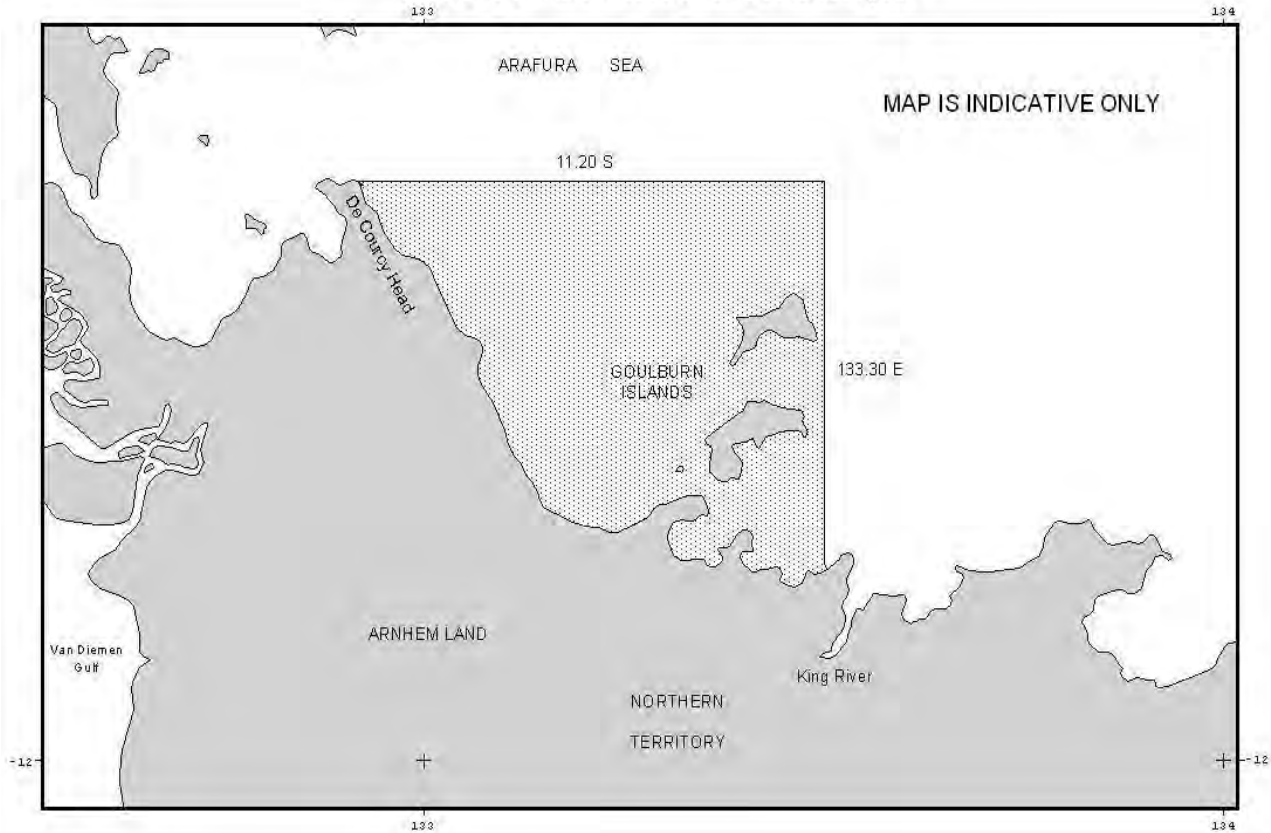 133
134
ARAFURA SEA
MAP IS INDICATIVE ONLY
11.20 S
De Courcy Head
GOULBURN
ISLANDS
133.30 E
ARNHEM LAND
Van Diemen
Gulf
King River
NORTHERN
TERRITORY
-12
-12
133
134